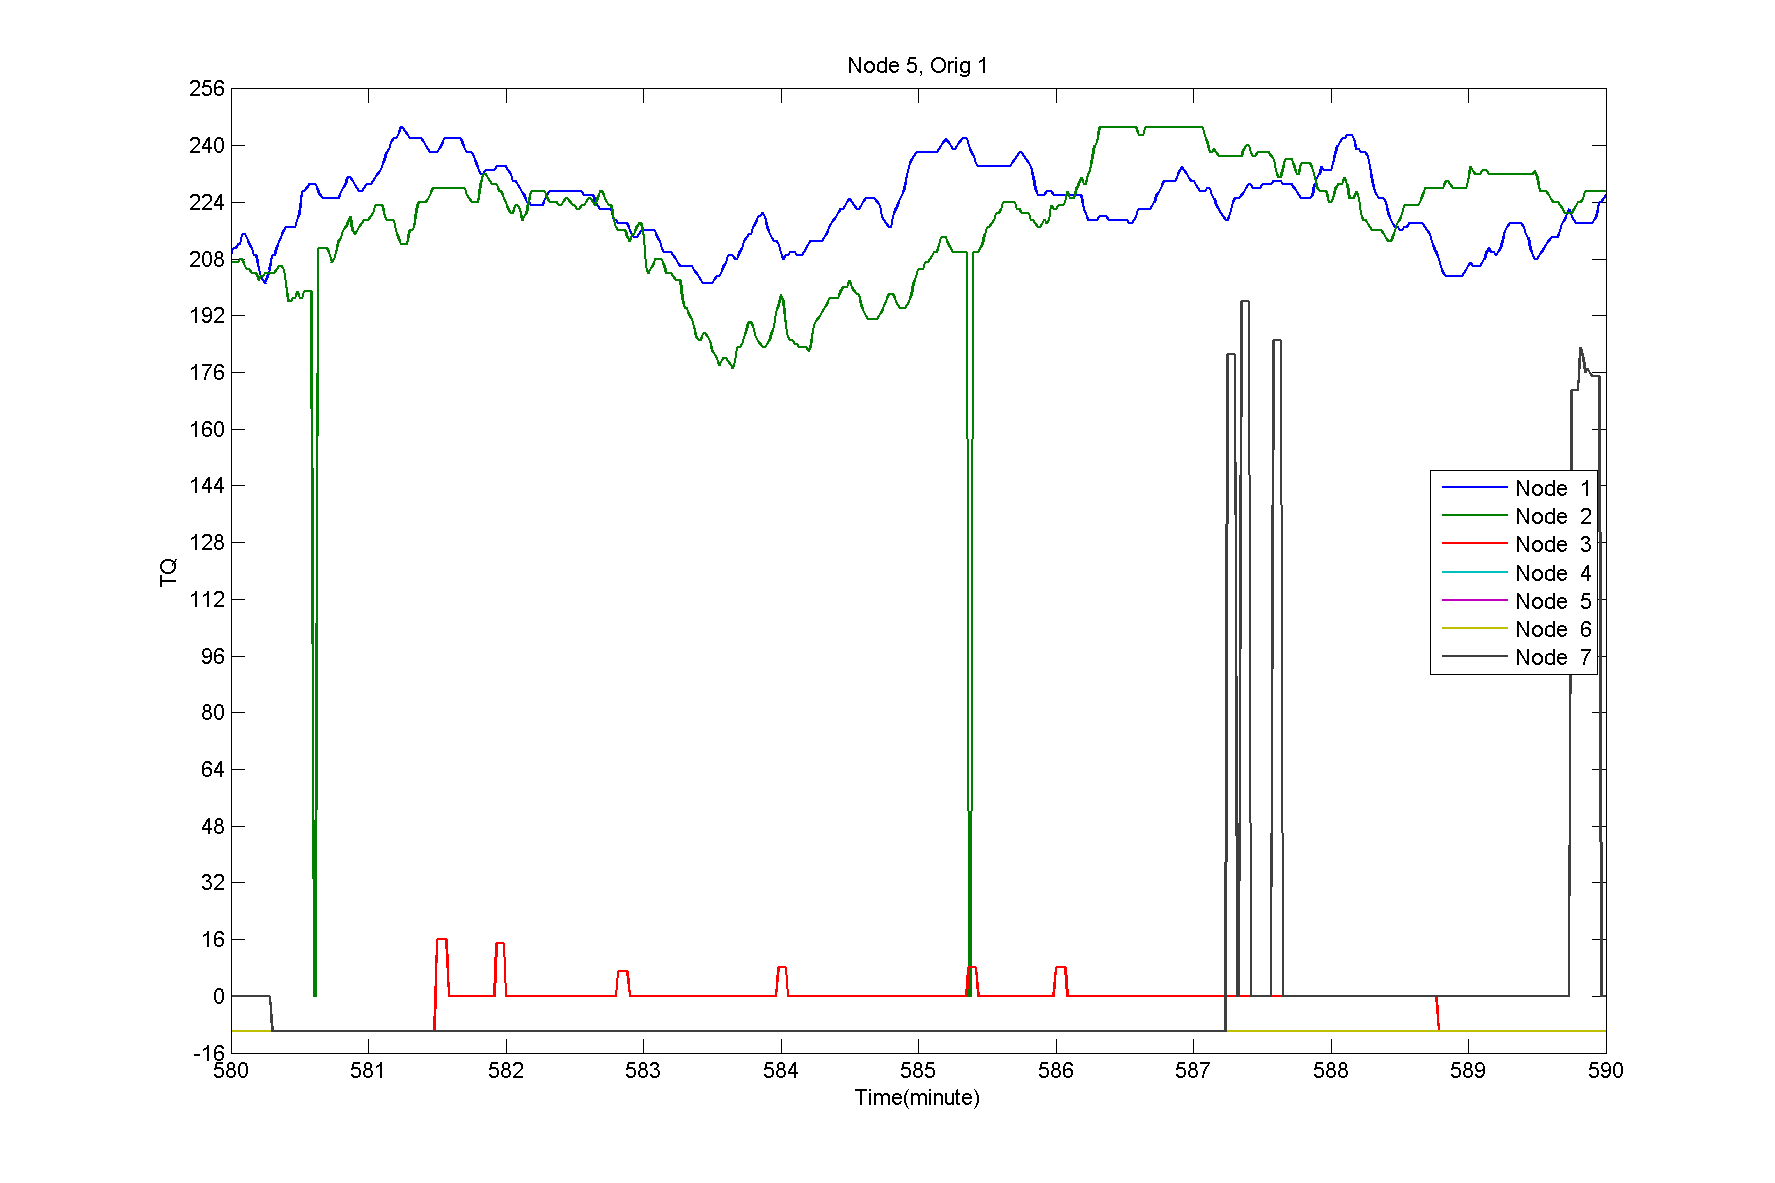 Node 5, Orig 1
256
240
224
208
192
176
160
144
128
112
96
80
64
48
32
16
0
-16
TQ
Node 1
Node 2
Node 3
Node 4
Node 5
Node 6
Node 7
580 581 582 583 584 585 586 587 588 589 590
Time(minute)